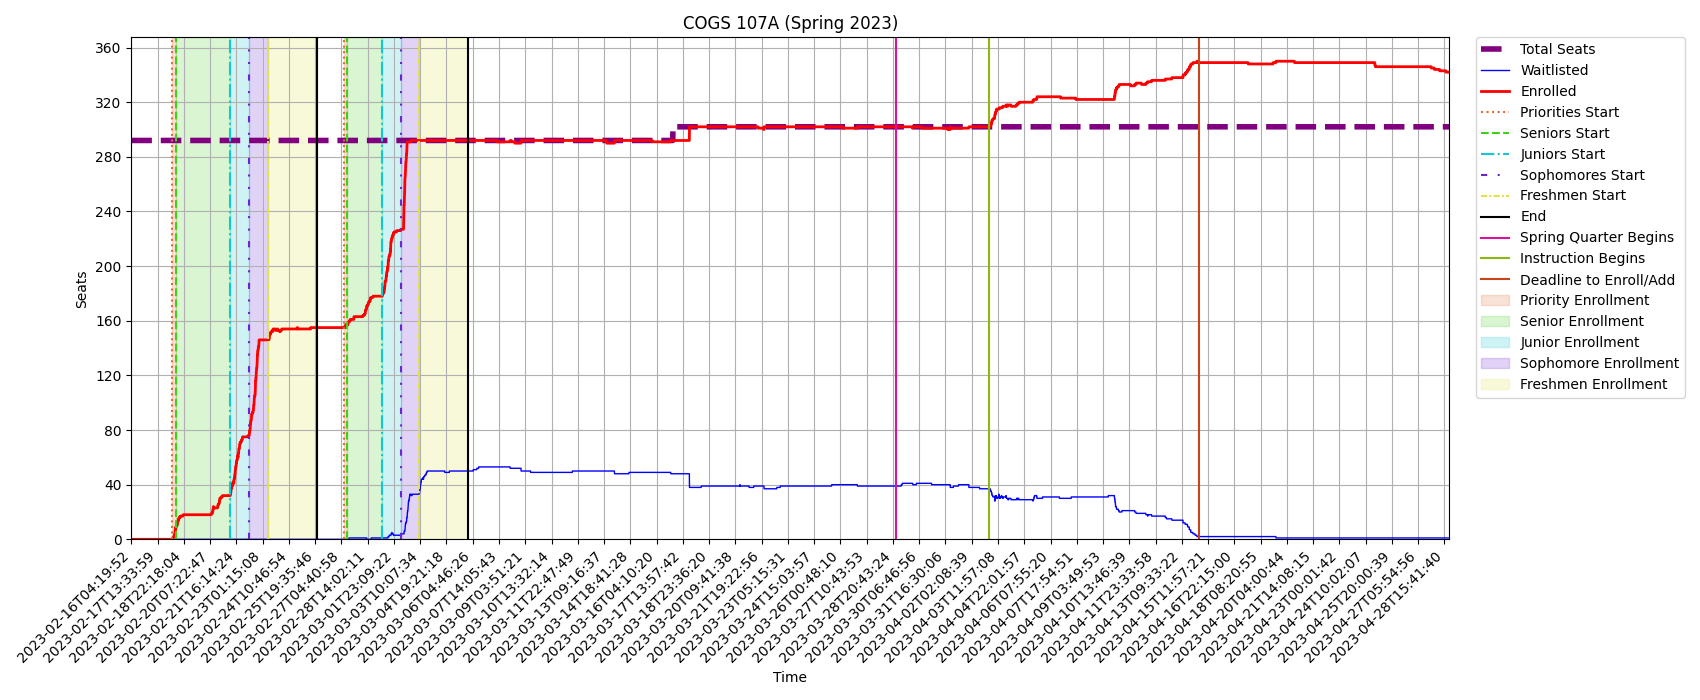 COGS 107A (Spring 2023)
Seats
360
320
280
240
200
160
120
80
40
0
2023-02-16T04:19:52
2023-02-17T13:33:59
2023-02-18T22:18:04
2023-02-20T07:22:47
2023-02-21T16:14:24
2023-02-23T01:15:08
2023-02-24T10:46:54
2023-02-25T19:35:46
2023-02-27T04:40:58
2023-02-28T14:02:11
2023-03-01T23:09:22
2023-03-03T10:07:34
2023-03-04T19:21:18
2023-03-06T04:46:26
2023-03-07T14:05:43
2023-03-09T03:51:21
2023-03-10T13:32:14
2023-03-11T22:47:49
2023-03-13T09:16:37
2023-03-14T18:41:28
2023-03-16T04:10:20
2023-03-17T13:57:42
2023-03-18T23:36:20
2023-03-20T09:41:38
2023-03-21T19:22:56
2023-03-23T05:15:31
2023-03-24T15:03:57
2023-03-26T00:48:10
2023-03-27T10:43:53
2023-03-28T20:43:24
2023-03-30T06:46:56
2023-03-31T16:30:06
2023-04-02T02:08:39
2023-04-03T11:57:08
2023-04-04T22:01:57
2023-04-06T07:55:20
2023-04-07T17:54:51
2023-04-09T03:49:53
2023-04-10T13:46:39
2023-04-11T23:33:58
2023-04-13T09:33:22
2023-04-15T11:57:21
2023-04-16T22:15:00
2023-04-18T08:20:55
2023-04-20T04:00:44
2023-04-21T14:08:15
2023-04-23T00:01:42
2023-04-24T10:02:07
2023-04-25T20:00:39
2023-04-27T05:54:56
2023-04-28T15:41:40
Time
Total Seats
Waitlisted
Enrolled
Priorities Start
Seniors Start
Juniors Start
Sophomores Start
Freshmen Start
End
Spring Quarter Begins
Instruction Begins
Deadline to Enroll/Add
Priority Enrollment
Senior Enrollment
Junior Enrollment
Sophomore Enrollment
Freshmen Enrollment